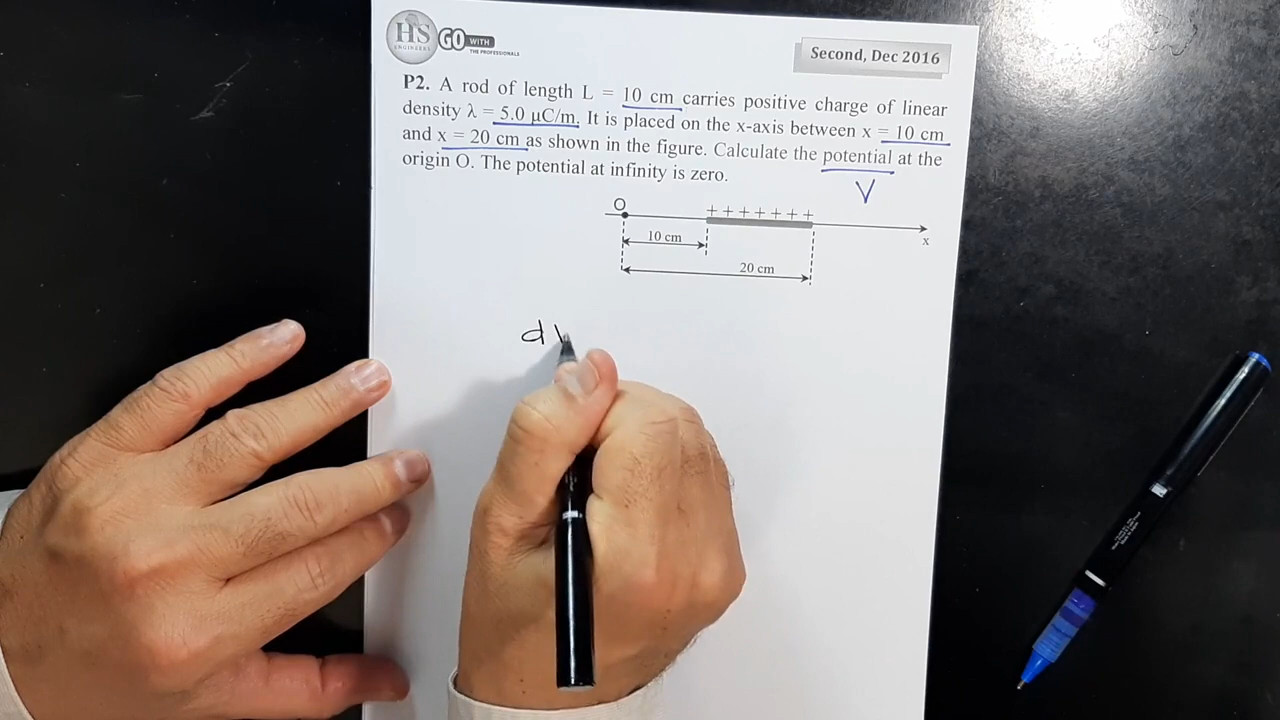 HS
ENGINEERS
GO WITH
THE PROFESSIONALS
Second, Dec 2016
P2. A rod of length L = 10 cm carries positive charge of linear
density λ = 5.0 μC/m. It is placed on the x-axis between x = 10 cm
and x = 20 cm as shown in the figure. Calculate the potential at the
origin O. The potential at infinity is zero.
V
O
+ + + + + + +
10 cm
x
20 cm
d